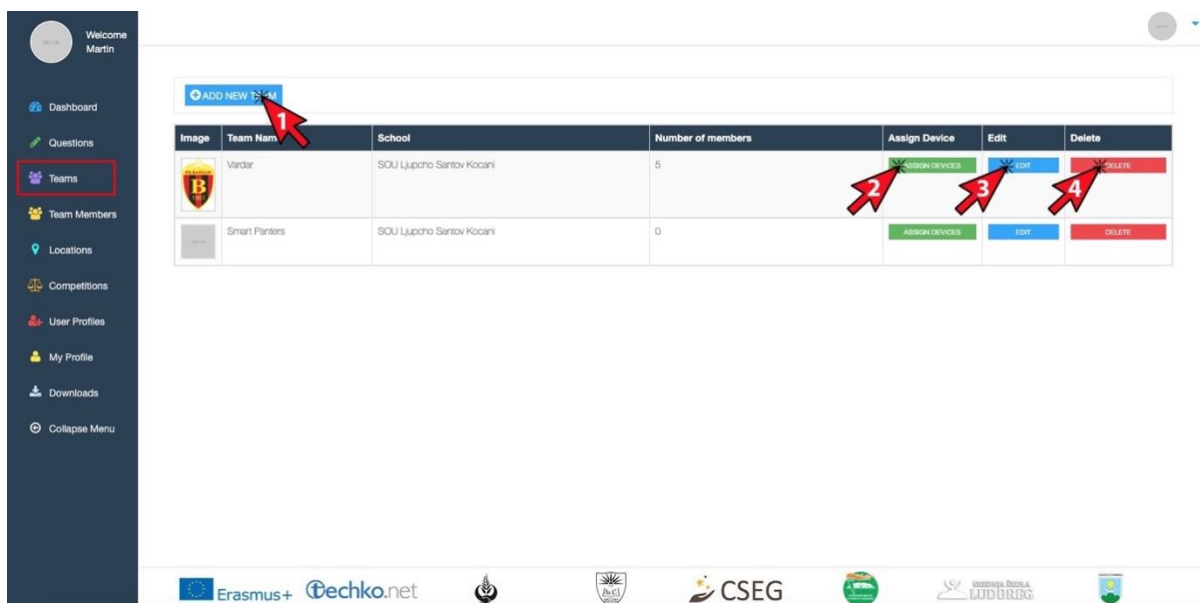 Welcome
Martin
Dashboard
Questions
Teams
Team Members
Locations
Competitions
User Profiles
My Profile
Downloads
Collapse Menu
ADD NEW TEAM
1
Image Team Name School Number of members Assign Device Edit Delete
Vardar SOU Ljupcho Santov Kocani 5 ASSIGN DEVICES EDIT DELETE
2 3 4
Smart Panters SOU Ljupcho Santov Kocani 0 ASSIGN DEVICES EDIT DELETE
Erasmus+ techko.net CSEG SREDNJA ŠKOLA
LUDBREG